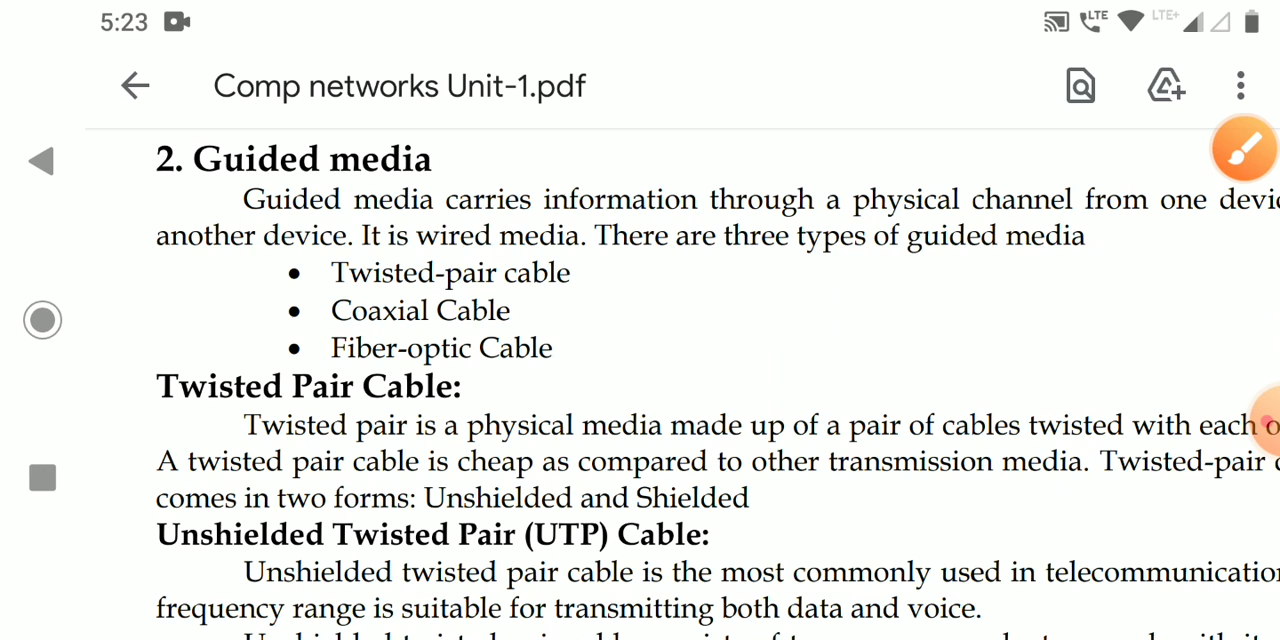 5:23 LTE LTE+
Comp networks Unit-1.pdf
2. Guided media
Guided media carries information through a physical channel from one
another device. It is wired media. There are three types of guided media
• Twisted-pair cable
• Coaxial Cable
• Fiber-optic Cable
Twisted Pair Cable:
Twisted pair is a physical media made up of a pair of cables twisted with each
A twisted pair cable is cheap as compared to other transmission media. Twisted-pair
comes in two forms: Unshielded and Shielded
Unshielded Twisted Pair (UTP) Cable:
Unshielded twisted pair cable is the most commonly used in
frequency range is suitable for transmitting both data and voice.